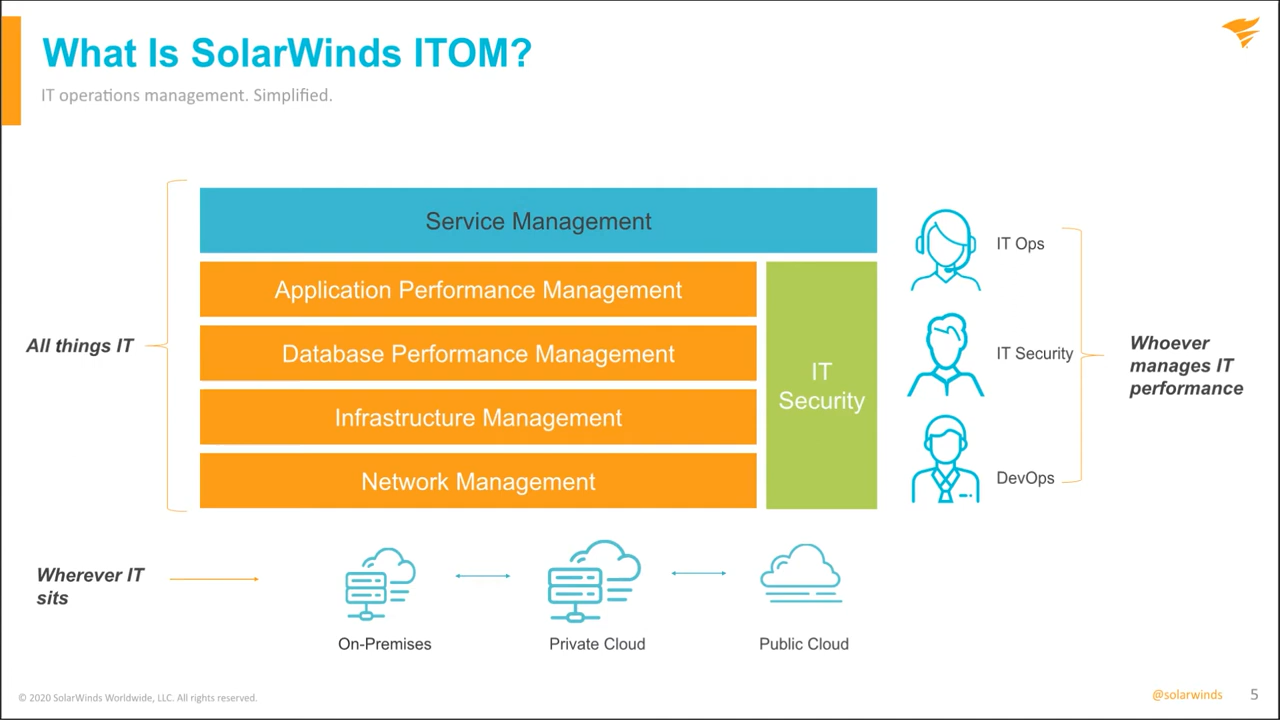 What Is SolarWinds ITOM?
IT operations management. Simplified.
All things IT
Service Management
Application Performance Management
Database Performance Management
Infrastructure Management
Network Management
IT
Security
IT Ops
IT Security
DevOps
Whoever
manages IT
performance
Wherever IT
sits
On-Premises
Private Cloud
Public Cloud
© 2020 SolarWinds Worldwide, LLC. All rights reserved.
@solarwinds
5